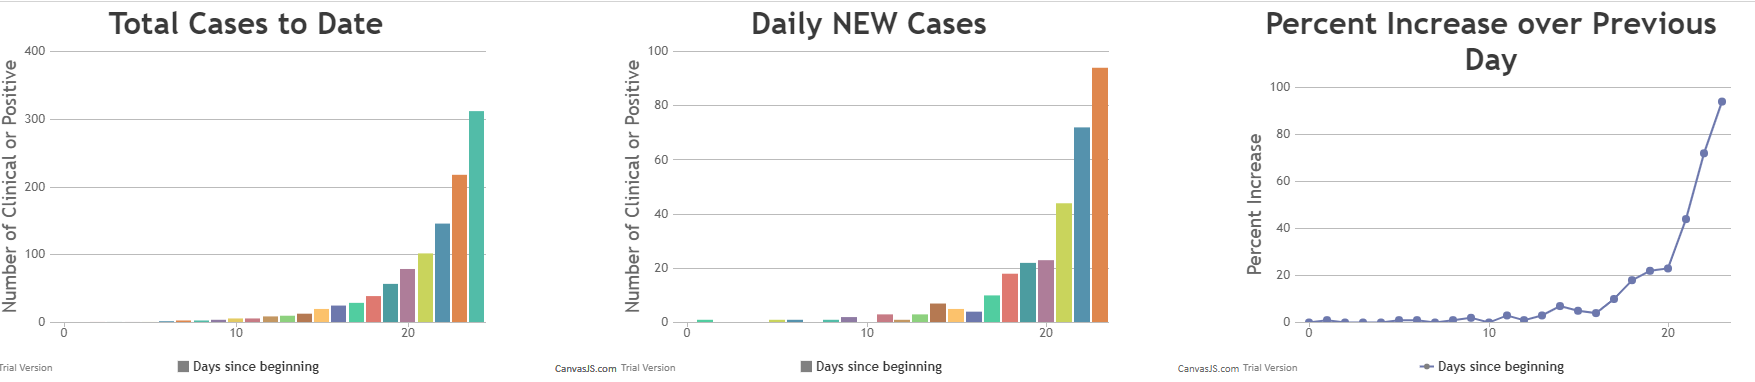 Total Cases to Date
Number of Clinical or Positive
400
300
200
100
0
0
10
20
Trial Version
Days since beginning
Daily NEW Cases
Number of Clinical or Positive
100
80
60
40
20
0
0
10
20
CanvasJS.com Trial Version
Days since beginning
Percent Increase over Previous
Day
Percent Increase
100
80
60
40
20
0
0
10
20
CanvasJS.com Trial Version
Days since beginning